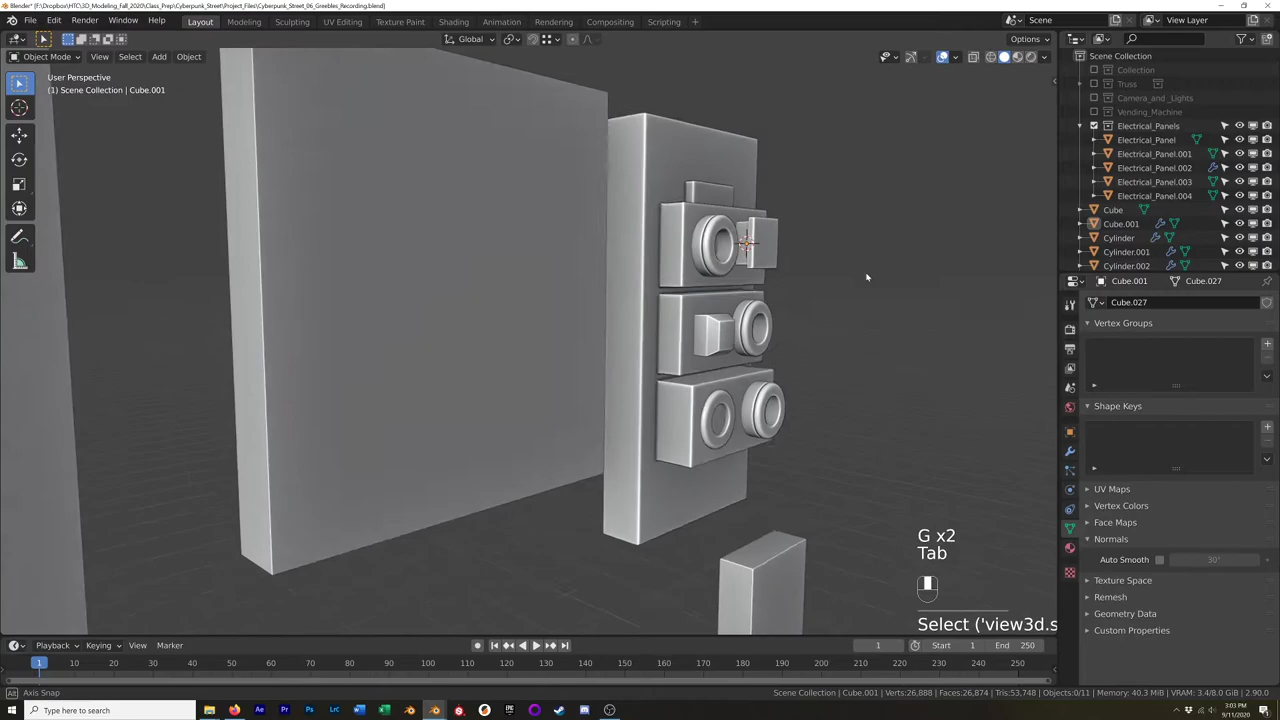 Blender* [F:\Dropbox\HTC\3D_Modeling_Fall_2020\Class_Prep\Cyberpunk_Street\Project_Files\Cyberpunk_Street_06_Greebles_Recording.blend]
File Edit Render Window Help Layout Modeling Sculpting UV Editing Texture Paint Shading Animation Rendering Compositing Scripting + Scene View Layer
Global Options
Object Mode View Select Add Object
User Perspective
(1) Scene Collection | Cube.001
Scene Collection
Collection
Truss
Camera_and_Lights
Vending_Machine
Electrical_Panels
Electrical_Panel
Electrical_Panel.001
Electrical_Panel.002
Electrical_Panel.003
Electrical_Panel.004
Cube
Cube.001
Cylinder
Cylinder.001
Cylinder.002
Cube.001 Cube.027
Cube.027
Vertex Groups
Shape Keys
UV Maps
Vertex Colors
Face Maps
Normals
Auto Smooth 30°
Texture Space
Remesh
Geometry Data
Custom Properties
G x2
Tab
Select ('view3d.s
Playback Keying View Marker 1 Start 1 End 250
1 10 20 30 40 50 60 70 80 90 100 110 120 130 140 150 160 170 180 190 200 210 220 230 240 250
Axis Snap Scene Collection | Cube.001 | Verts:26,888 | Faces:26,874 | Tris:53,748 | Objects:0/11 | Memory: 40.3 MiB | VRAM: 3.4/8.0 GiB | 2.90.0
Type here to search
3:03 PM
9/11/2020